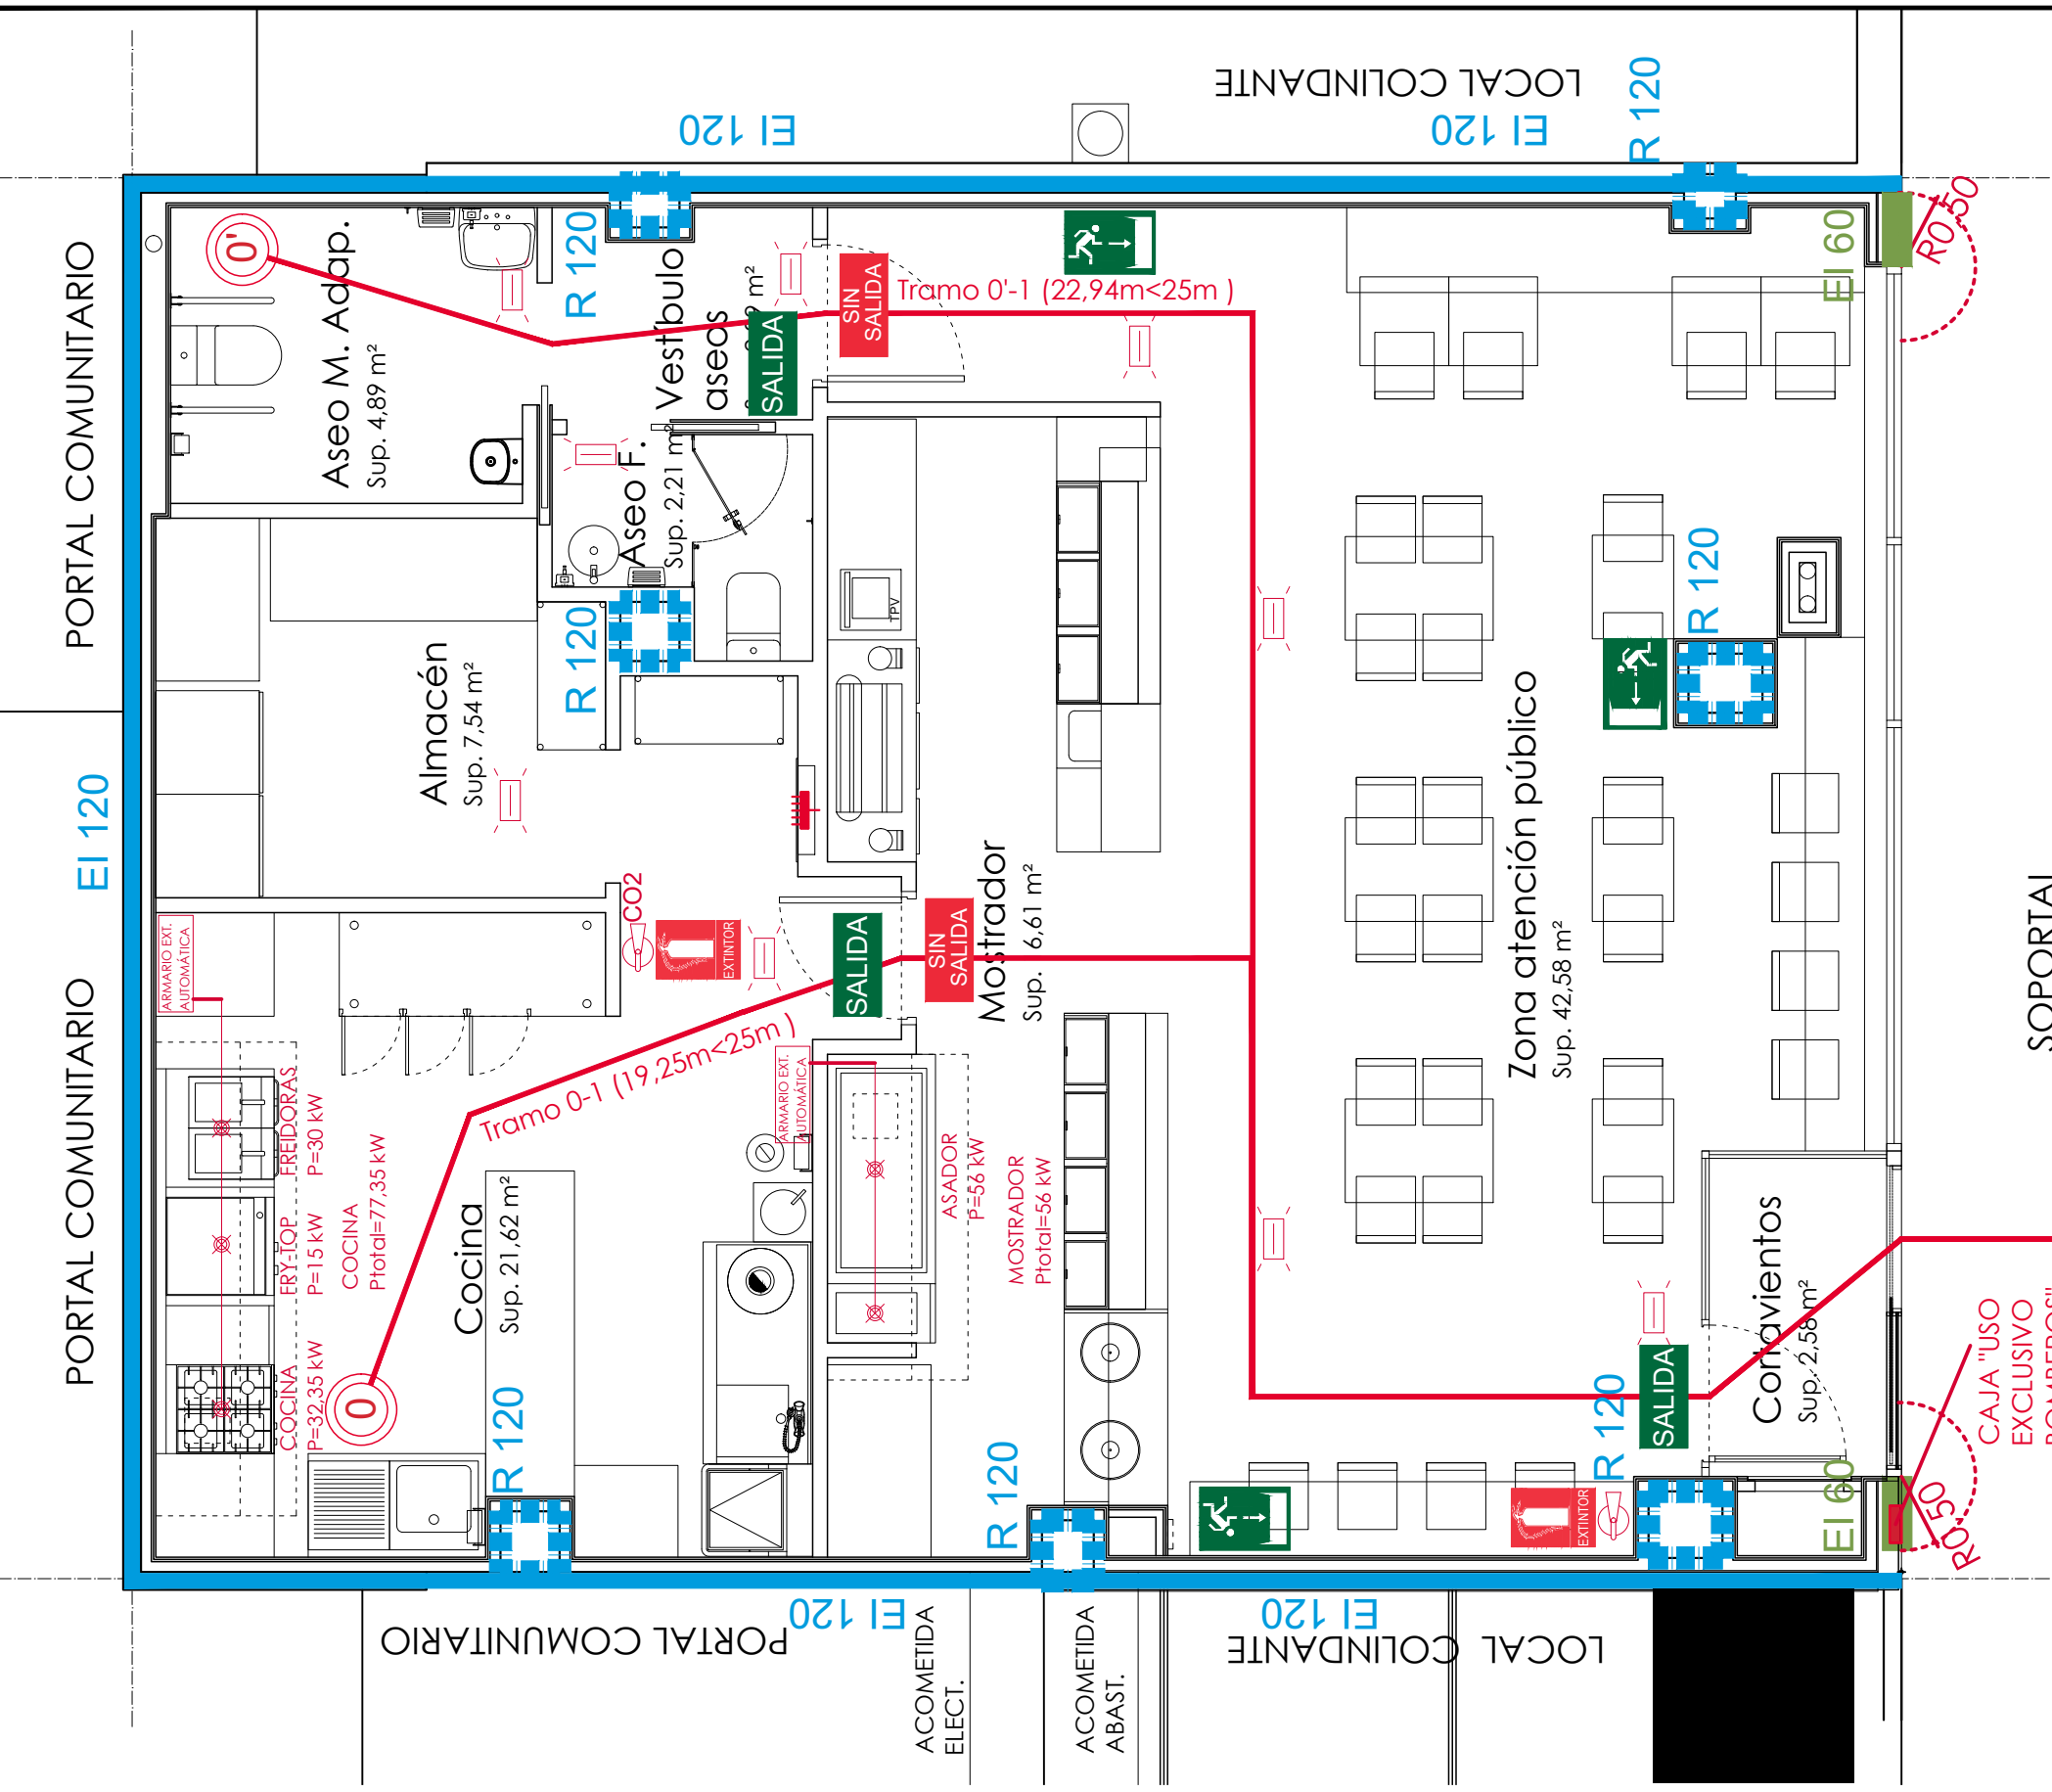 LOCAL COLINDANTE
EI 120
EI 120
R 120
PORTAL COMUNITARIO
EI 120
PORTAL COMUNITARIO
Aseo M. Adap.
Sup. 4,89 m²
0'
R 120
Vestíbulo
aseos
SALIDA
SIN
SALIDA
Tramo 0'-1 (22,94m<25m )
EI 60
R0,50
Aseo F.
Sup. 2,21 m²
R 120
TPV
Almacén
Sup. 7,54 m²
R 120
Zona atención público
Sup. 42,58 m²
ARMARIO EXT.
AUTOMÁTICA
CO2
EXTINTOR
SALIDA
SIN
SALIDA
Mostrador
Sup. 6,61 m²
Tramo 0-1 (19,25m<25m )
ARMARIO EXT.
AUTOMÁTICA
FREIDORAS
P=30 kW
FRY-TOP
P=15 kW
COCINA
P=32,35 kW
COCINA
Ptotal=77,35 kW
0
Cocina
Sup. 21,62 m²
ASADOR
P=56 kW
MOSTRADOR
Ptotal=56 kW
R 120
R 120
EXTINTOR
R 120
SALIDA
Cortavientos
Sup. 2,58 m²
EI 60
R0,50
CAJA "USO
EXCLUSIVO
BOMBEROS"
SOPORTAL
PORTAL COMUNITARIO
EI 120
ACOMETIDA
ELECT.
ACOMETIDA
ABAST.
EI 120
LOCAL COLINDANTE